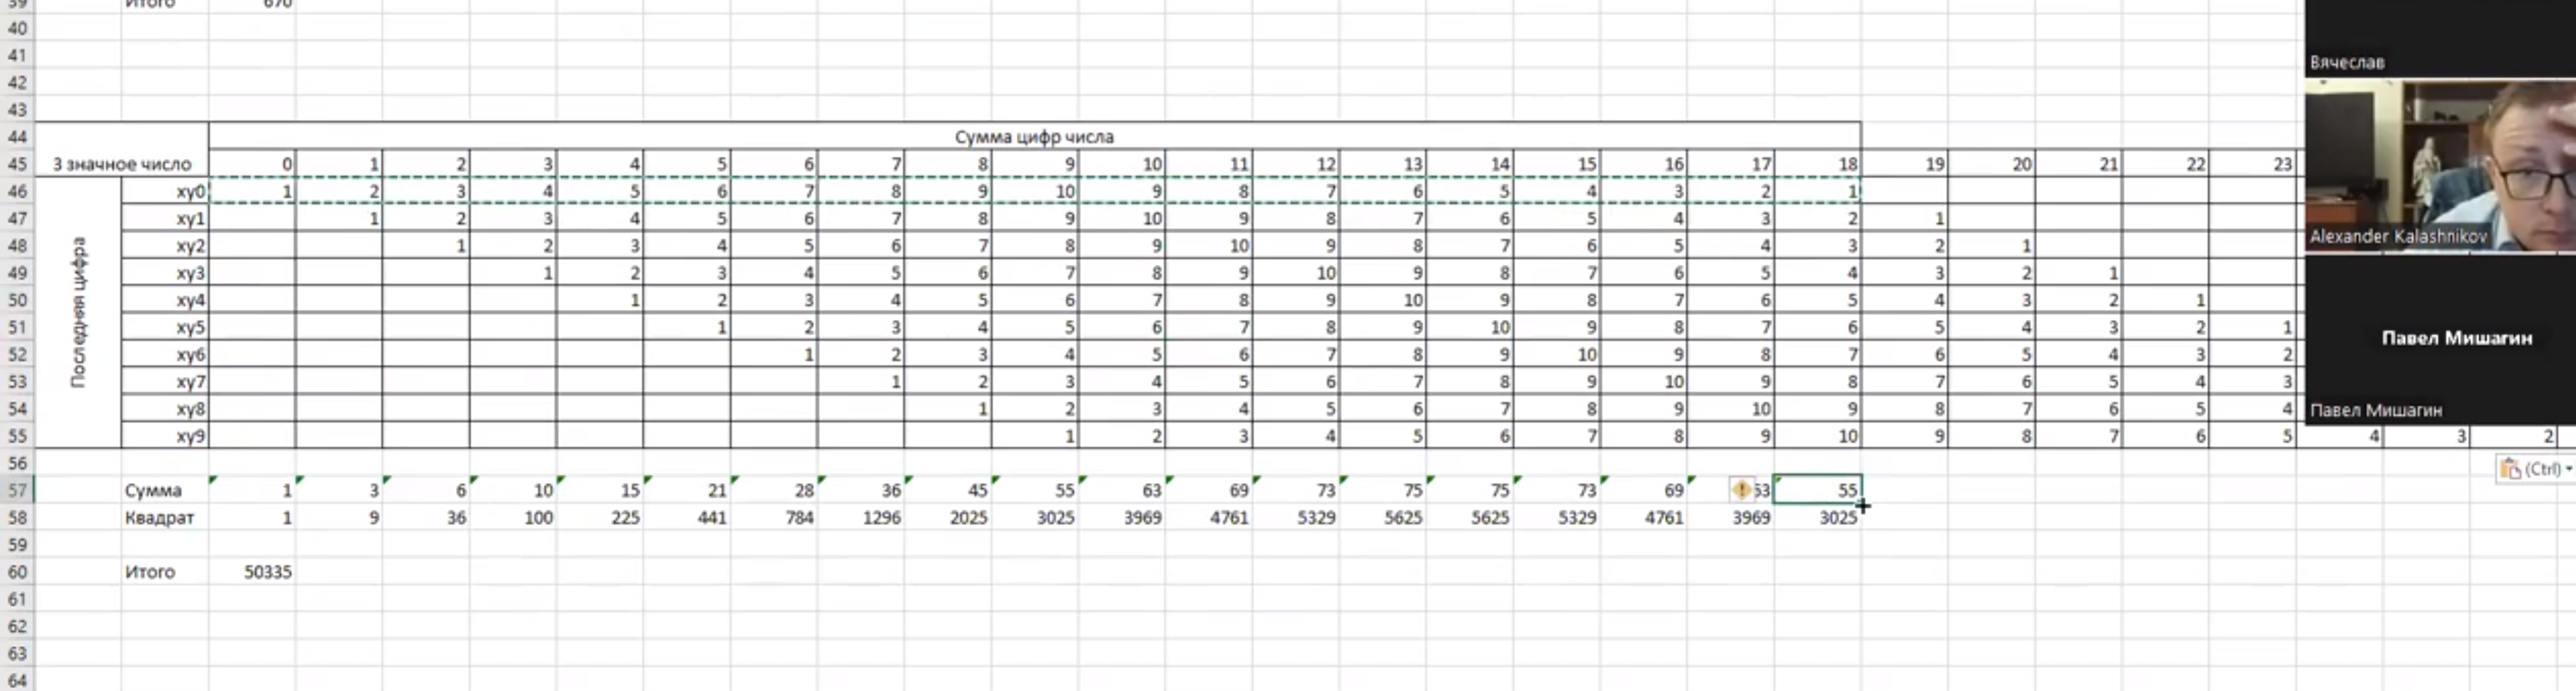 39 Итого 670
40
41
42
43
44 Сумма цифр числа
45 3 значное число 0 1 2 3 4 5 6 7 8 9 10 11 12 13 14 15 16 17 18 19 20 21 22 23
46 xy0 1 2 3 4 5 6 7 8 9 10 9 8 7 6 5 4 3 2 1
47 xy1 1 2 3 4 5 6 7 8 9 10 9 8 7 6 5 4 3 2 1
48 xy2 1 2 3 4 5 6 7 8 9 10 9 8 7 6 5 4 3 2 1
49 xy3 1 2 3 4 5 6 7 8 9 10 9 8 7 6 5 4 3 2 1
50 xy4 1 2 3 4 5 6 7 8 9 10 9 8 7 6 5 4 3 2 1
51 xy5 1 2 3 4 5 6 7 8 9 10 9 8 7 6 5 4 3 2 1
52 xy6 1 2 3 4 5 6 7 8 9 10 9 8 7 6 5 4 3 2
53 xy7 1 2 3 4 5 6 7 8 9 10 9 8 7 6 5 4 3
54 xy8 1 2 3 4 5 6 7 8 9 10 9 8 7 6 5 4
55 xy9 1 2 3 4 5 6 7 8 9 10 9 8 7 6 5 4 3 2
Последняя цифра
56
57 Сумма 1 3 6 10 15 21 28 36 45 55 63 69 73 75 75 73 69 53 55
58 Квадрат 1 9 36 100 225 441 784 1296 2025 3025 3969 4761 5329 5625 5625 5329 4761 3969 3025
59
60 Итого 50335
61
62
63
64
Вячеслав
Alexander Kalashnikov
Павел Мишагин
Павел Мишагин
(Ctrl)